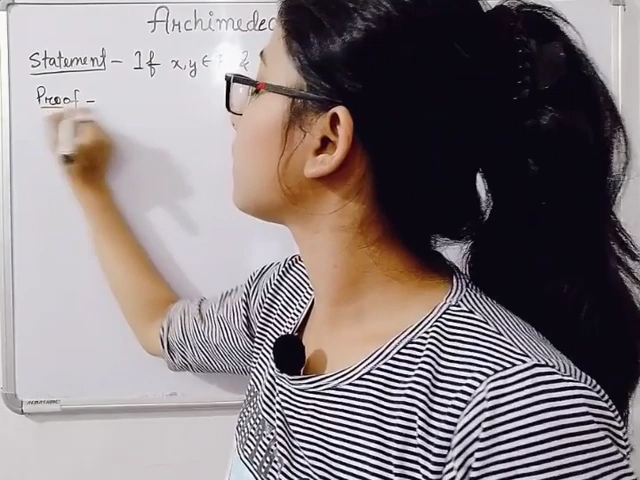 Archimedea
Statement - If x, y ∈ &
Proof -